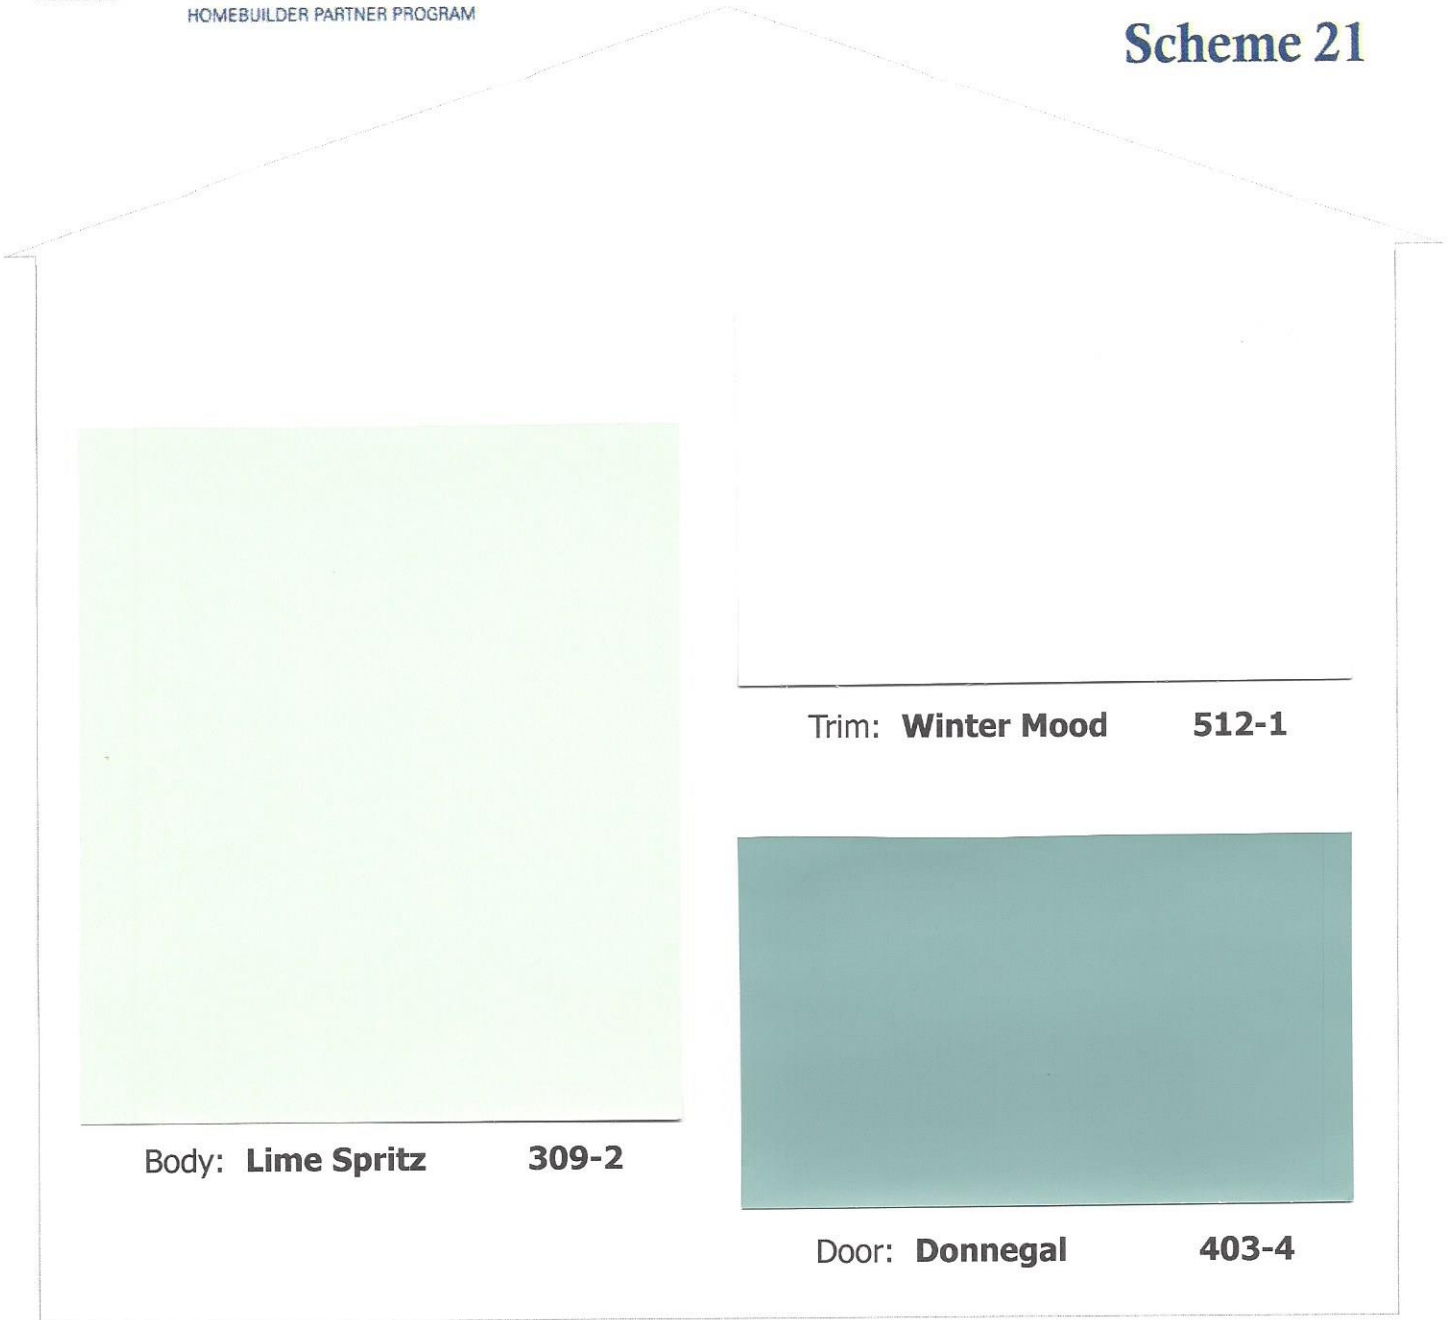 HOMEBUILDER PARTNER PROGRAM
Scheme 21
Trim: Winter Mood 512-1
Body: Lime Spritz 309-2
Door: Donnegal 403-4